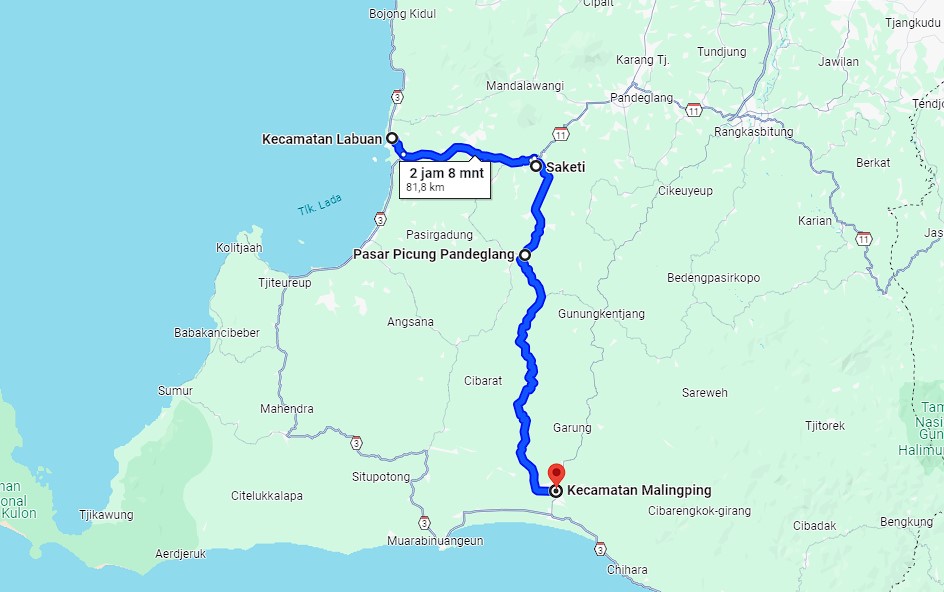 Cipait
Bojong Kidul
Tjangkudu
Tundjung
Karang Tj.
Jawilan
Mandalawangi
3
Pandeglang
11
Tendjo
11
Rangkasbitung
Kecamatan Labuan
Saketi
Berkat
2 jam 8 mnt
81,8 km
Cikeuyeup
Tlk. Lada
3
Karian
Pasirgadung
11
Jas
Kolitjaah
Pasar Picung Pandeglang
Tjiteureup
Bedengpasirkopo
Angsana
Gunungkentjang
Babakancibeber
Cibarat
Sumur
Sareweh
Mahendra
Tam
Nasi
Gun
Halimu
Garung
Tjitorek
3
Situpotong
Kecamatan Malingping
man
onal
Kulon
Citelukkalapa
Cibarengkok-girang
Tjikawung
3
Cibadak
Bengkung
Muarabinuangeun
Aerdjeruk
3
Chihara